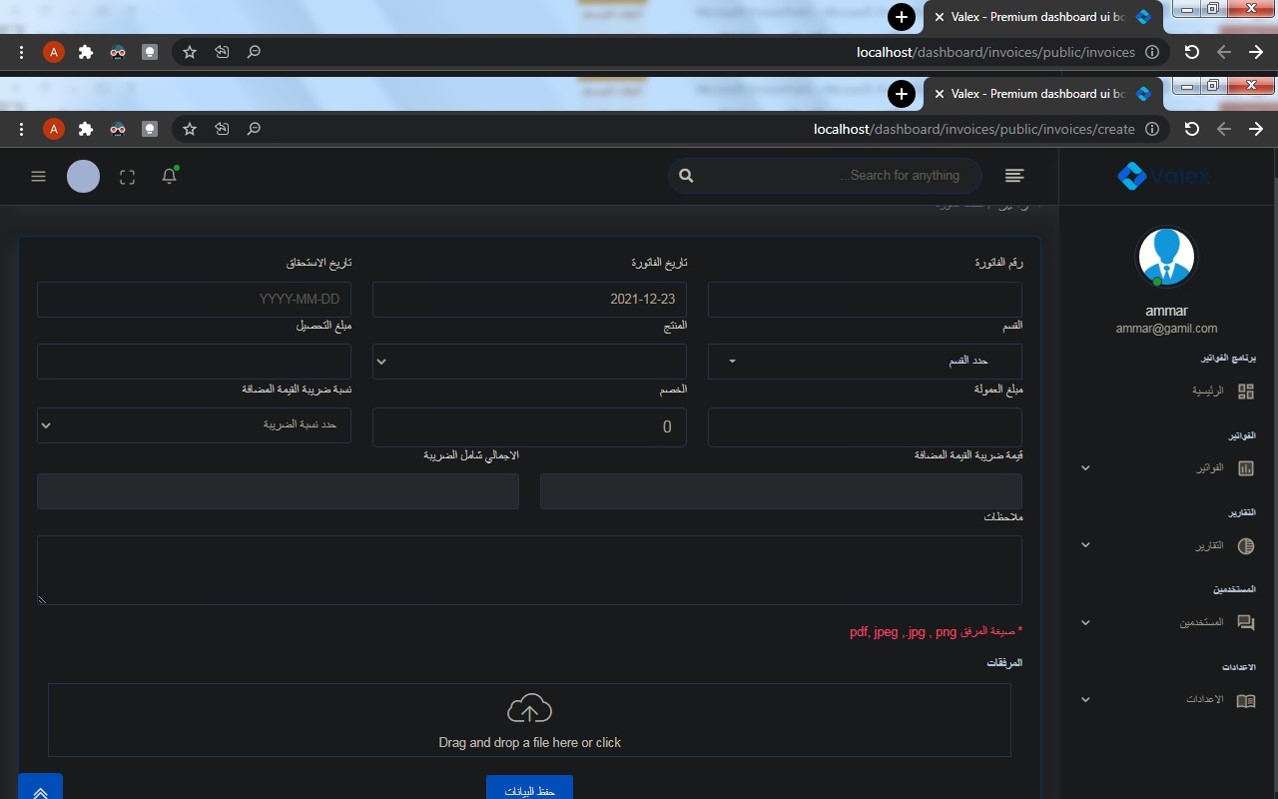 Valex - Premium dashboard ui bo
localhost/dashboard/invoices/public/invoices
Valex - Premium dashboard ui bo
localhost/dashboard/invoices/public/invoices/create
Valex
Search for anything...
ammar
ammar@gamil.com
برنامج الفواتير
الرئيسية
الفواتير
الفواتير
التقارير
التقارير
المستخدمين
المستخدمين
الاعدادات
الاعدادات
رقم الفاتورة
تاريخ الفاتورة
تاريخ الاستحقاق
2021-12-23
YYYY-MM-DD
القسم
المنتج
مبلغ التحصيل
حدد القسم
مبلغ العمولة
الخصم
نسبة ضريبة القيمة المضافة
0
حدد نسبة الضريبة
قيمة ضريبة القيمة المضافة
الاجمالي شامل الضريبة
ملاحظات
* صيغة المرفق pdf, jpeg ,.jpg , png
المرفقات
Drag and drop a file here or click
حفظ البيانات